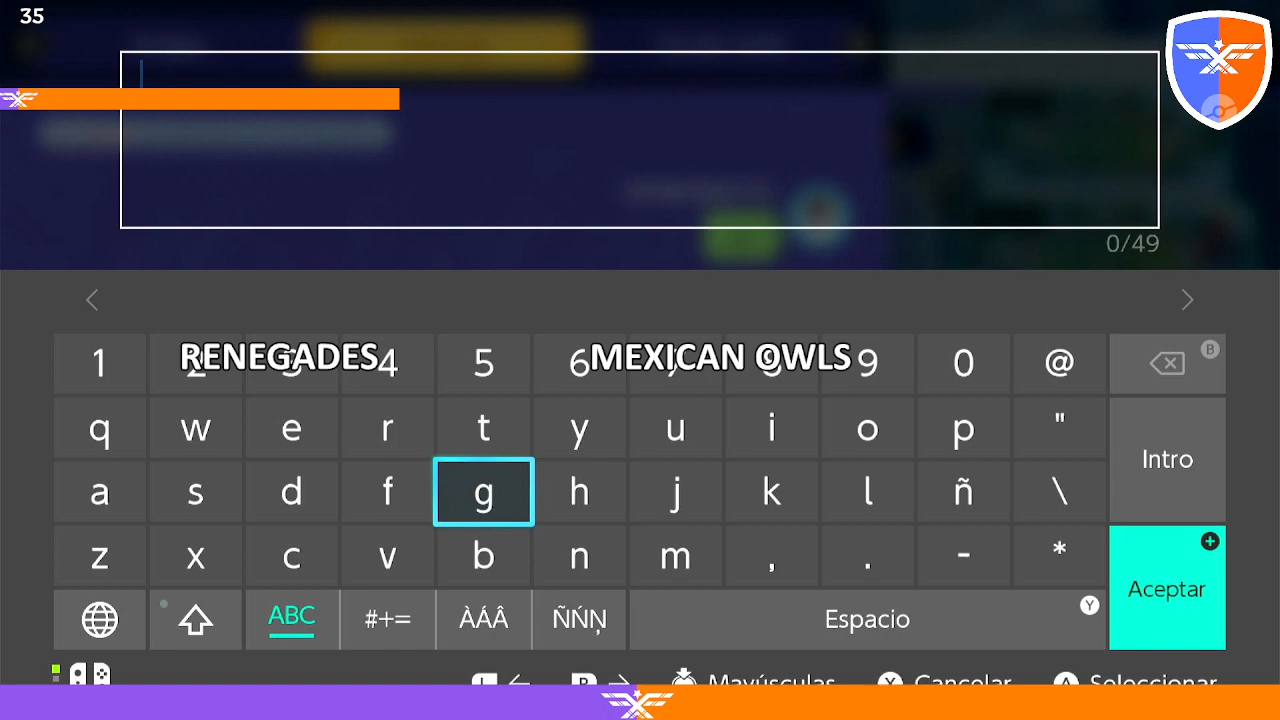 35
0/49
RENEGADES MEXICAN OWLS
1 2 3 4 5 6 7 8 9 0 @ B
q w e r t y u i o p "
Intro
a s d f g h j k l ñ \
z x c v b n m , . - *
Aceptar
ABC #+= ÀÁÂ ÑŃŅ Espacio Y
L R Mayúsculas X Cancelar A Seleccionar